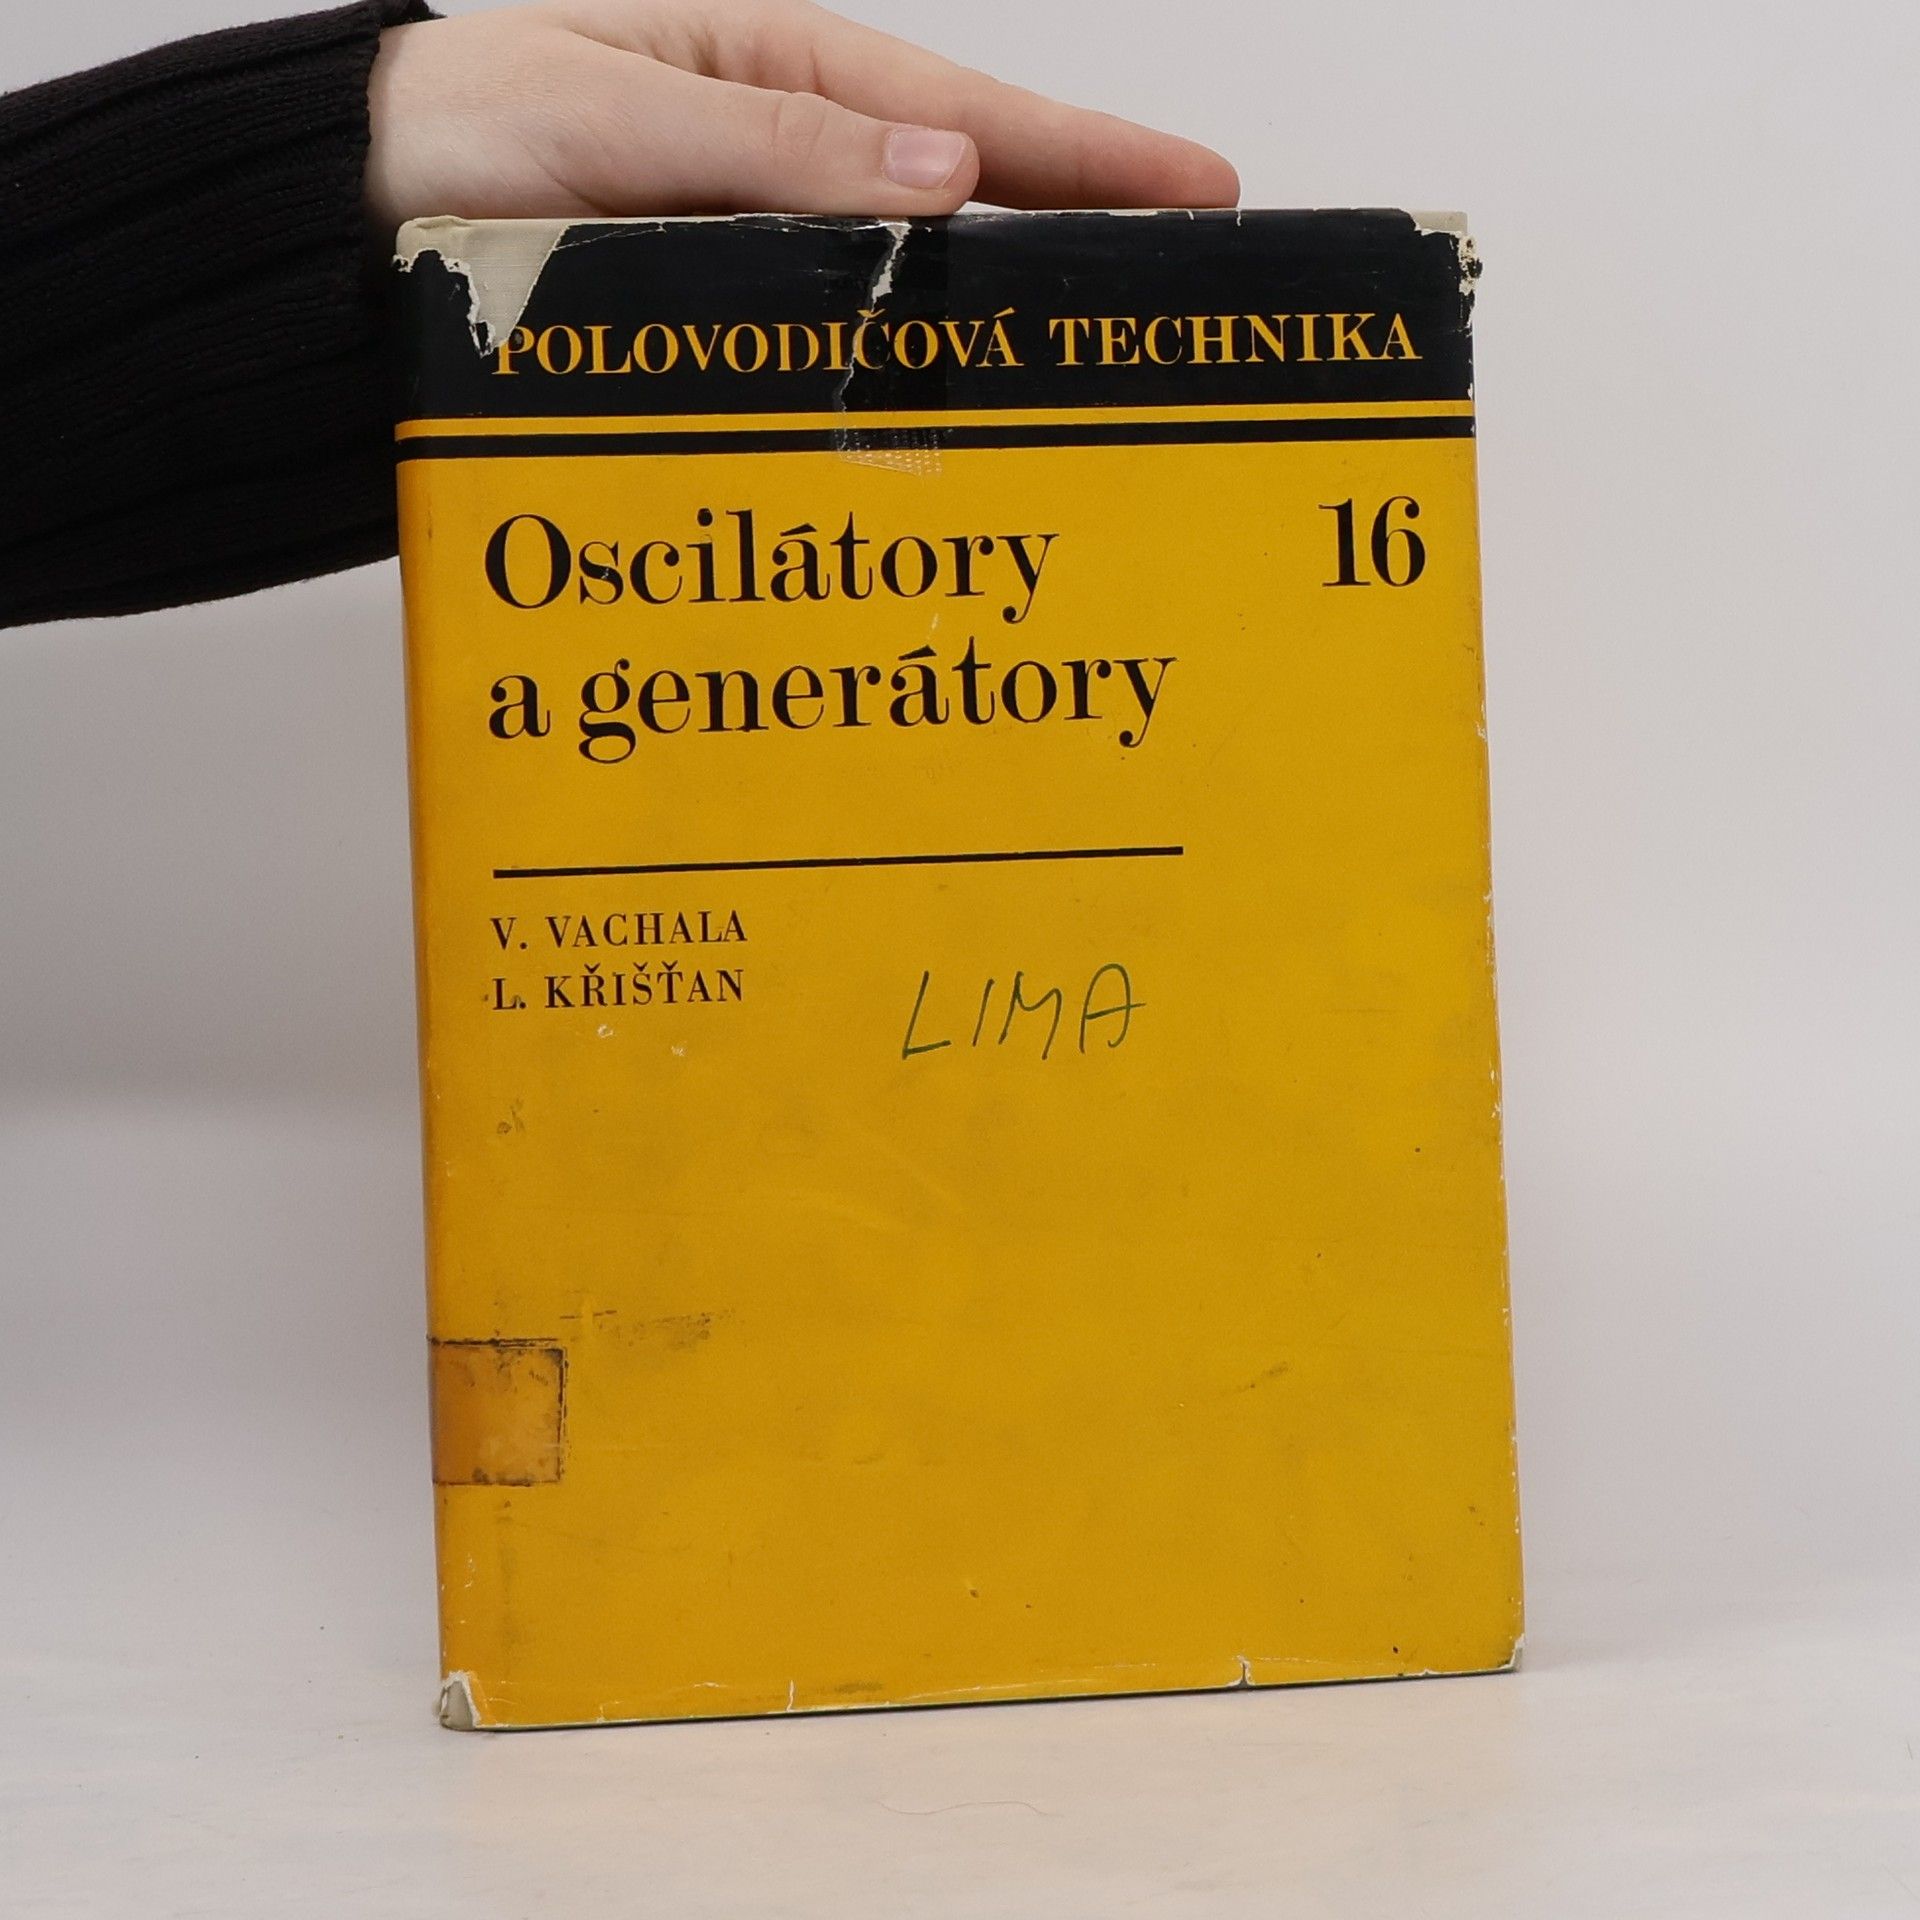 POLOVODIČOVÁ TECHNIKA
Oscilátory 16
a generátory
V. VACHALA
L. KŘIŠŤAN
LIMA